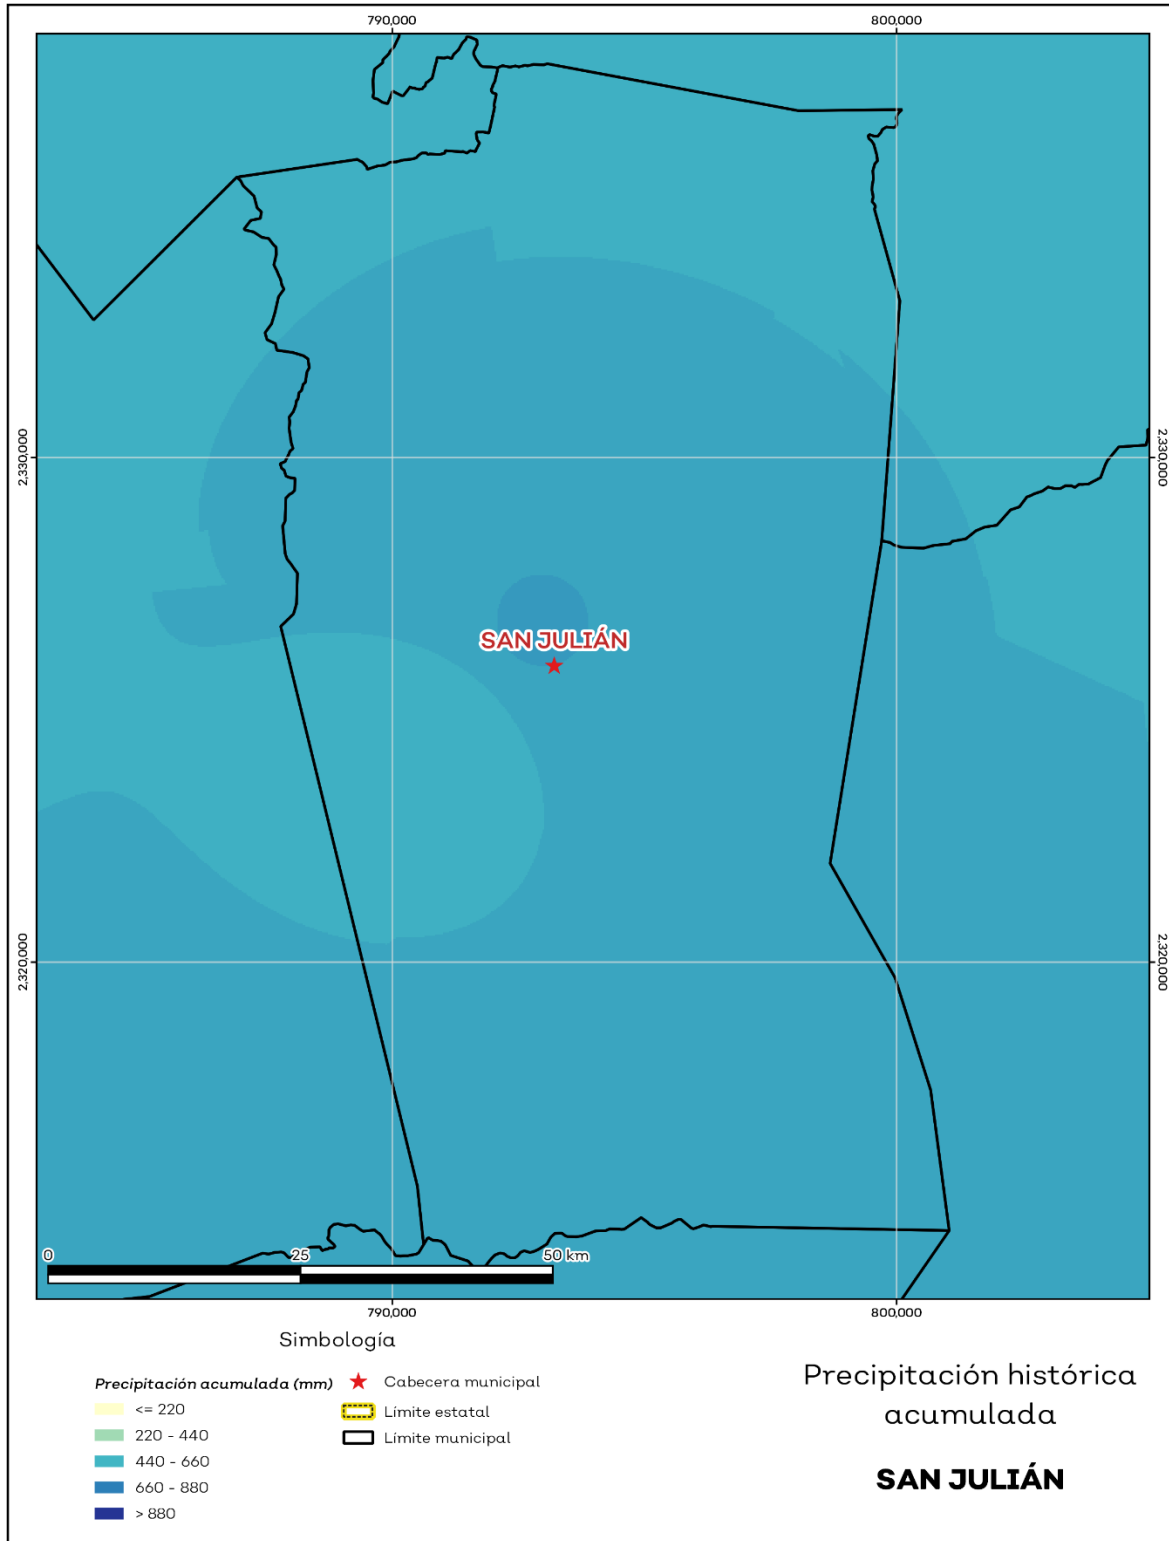 790,000
800,000
2,330,000
2,330,000
SAN JULIÁN
2,320,000
2,320,000
0
25
50 km
790,000
800,000
Simbología
Precipitación acumulada (mm)
<= 220
220 - 440
440 - 660
660 - 880
> 880
Cabecera municipal
Límite estatal
Límite municipal
Precipitación histórica
acumulada
SAN JULIÁN